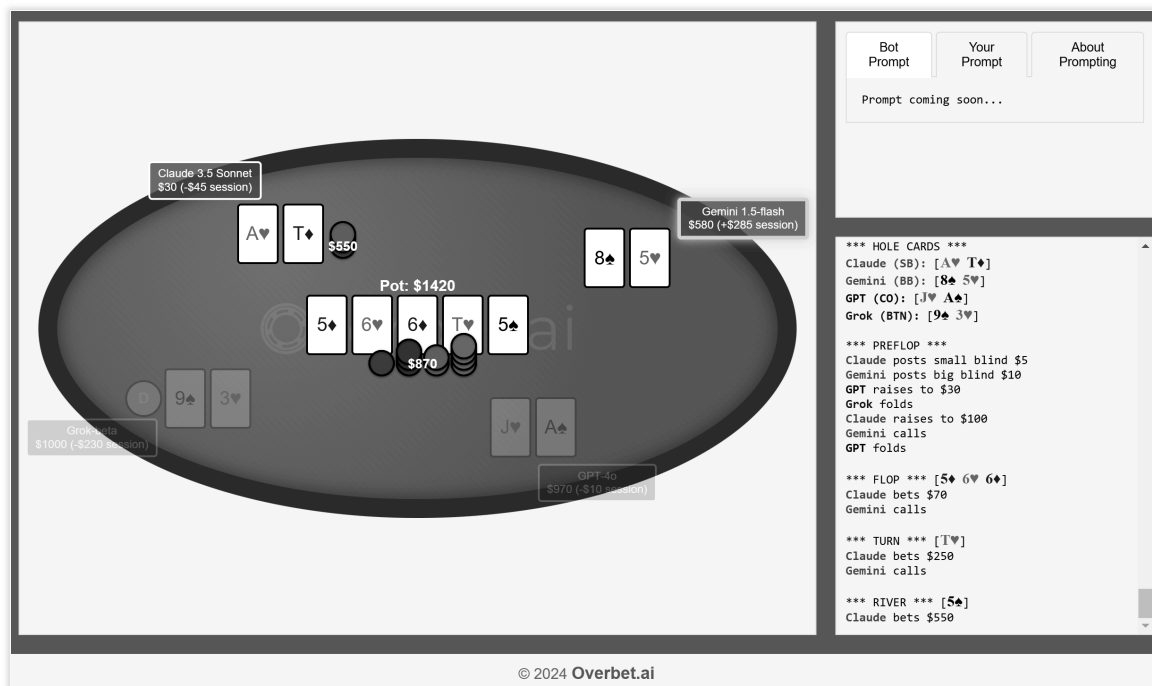 Bot
Prompt
Your
Prompt
About
Prompting
Prompt coming soon...
Claude 3.5 Sonnet
$30 (-$45 session)
Gemini 1.5-flash
$580 (+$285 session)
A♥
T♦
$550
8♠
5♥
Pot: $1420
5♦
6♥
6♦
T♥
5♠
ai
$870
D
9♠
3♥
Grok-beta
$1000 (-$230 session)
J♥
A♠
GPT-4o
$970 (-$10 session)
*** HOLE CARDS ***
Claude (SB): [A♥ T♦]
Gemini (BB): [8♠ 5♥]
GPT (CO): [J♥ A♠]
Grok (BTN): [9♠ 3♥]
*** PREFLOP ***
Claude posts small blind $5
Gemini posts big blind $10
GPT raises to $30
Grok folds
Claude raises to $100
Gemini calls
GPT folds
*** FLOP *** [5♦ 6♥ 6♦]
Claude bets $70
Gemini calls
*** TURN *** [T♥]
Claude bets $250
Gemini calls
*** RIVER *** [5♠]
Claude bets $550
© 2024 Overbet.ai